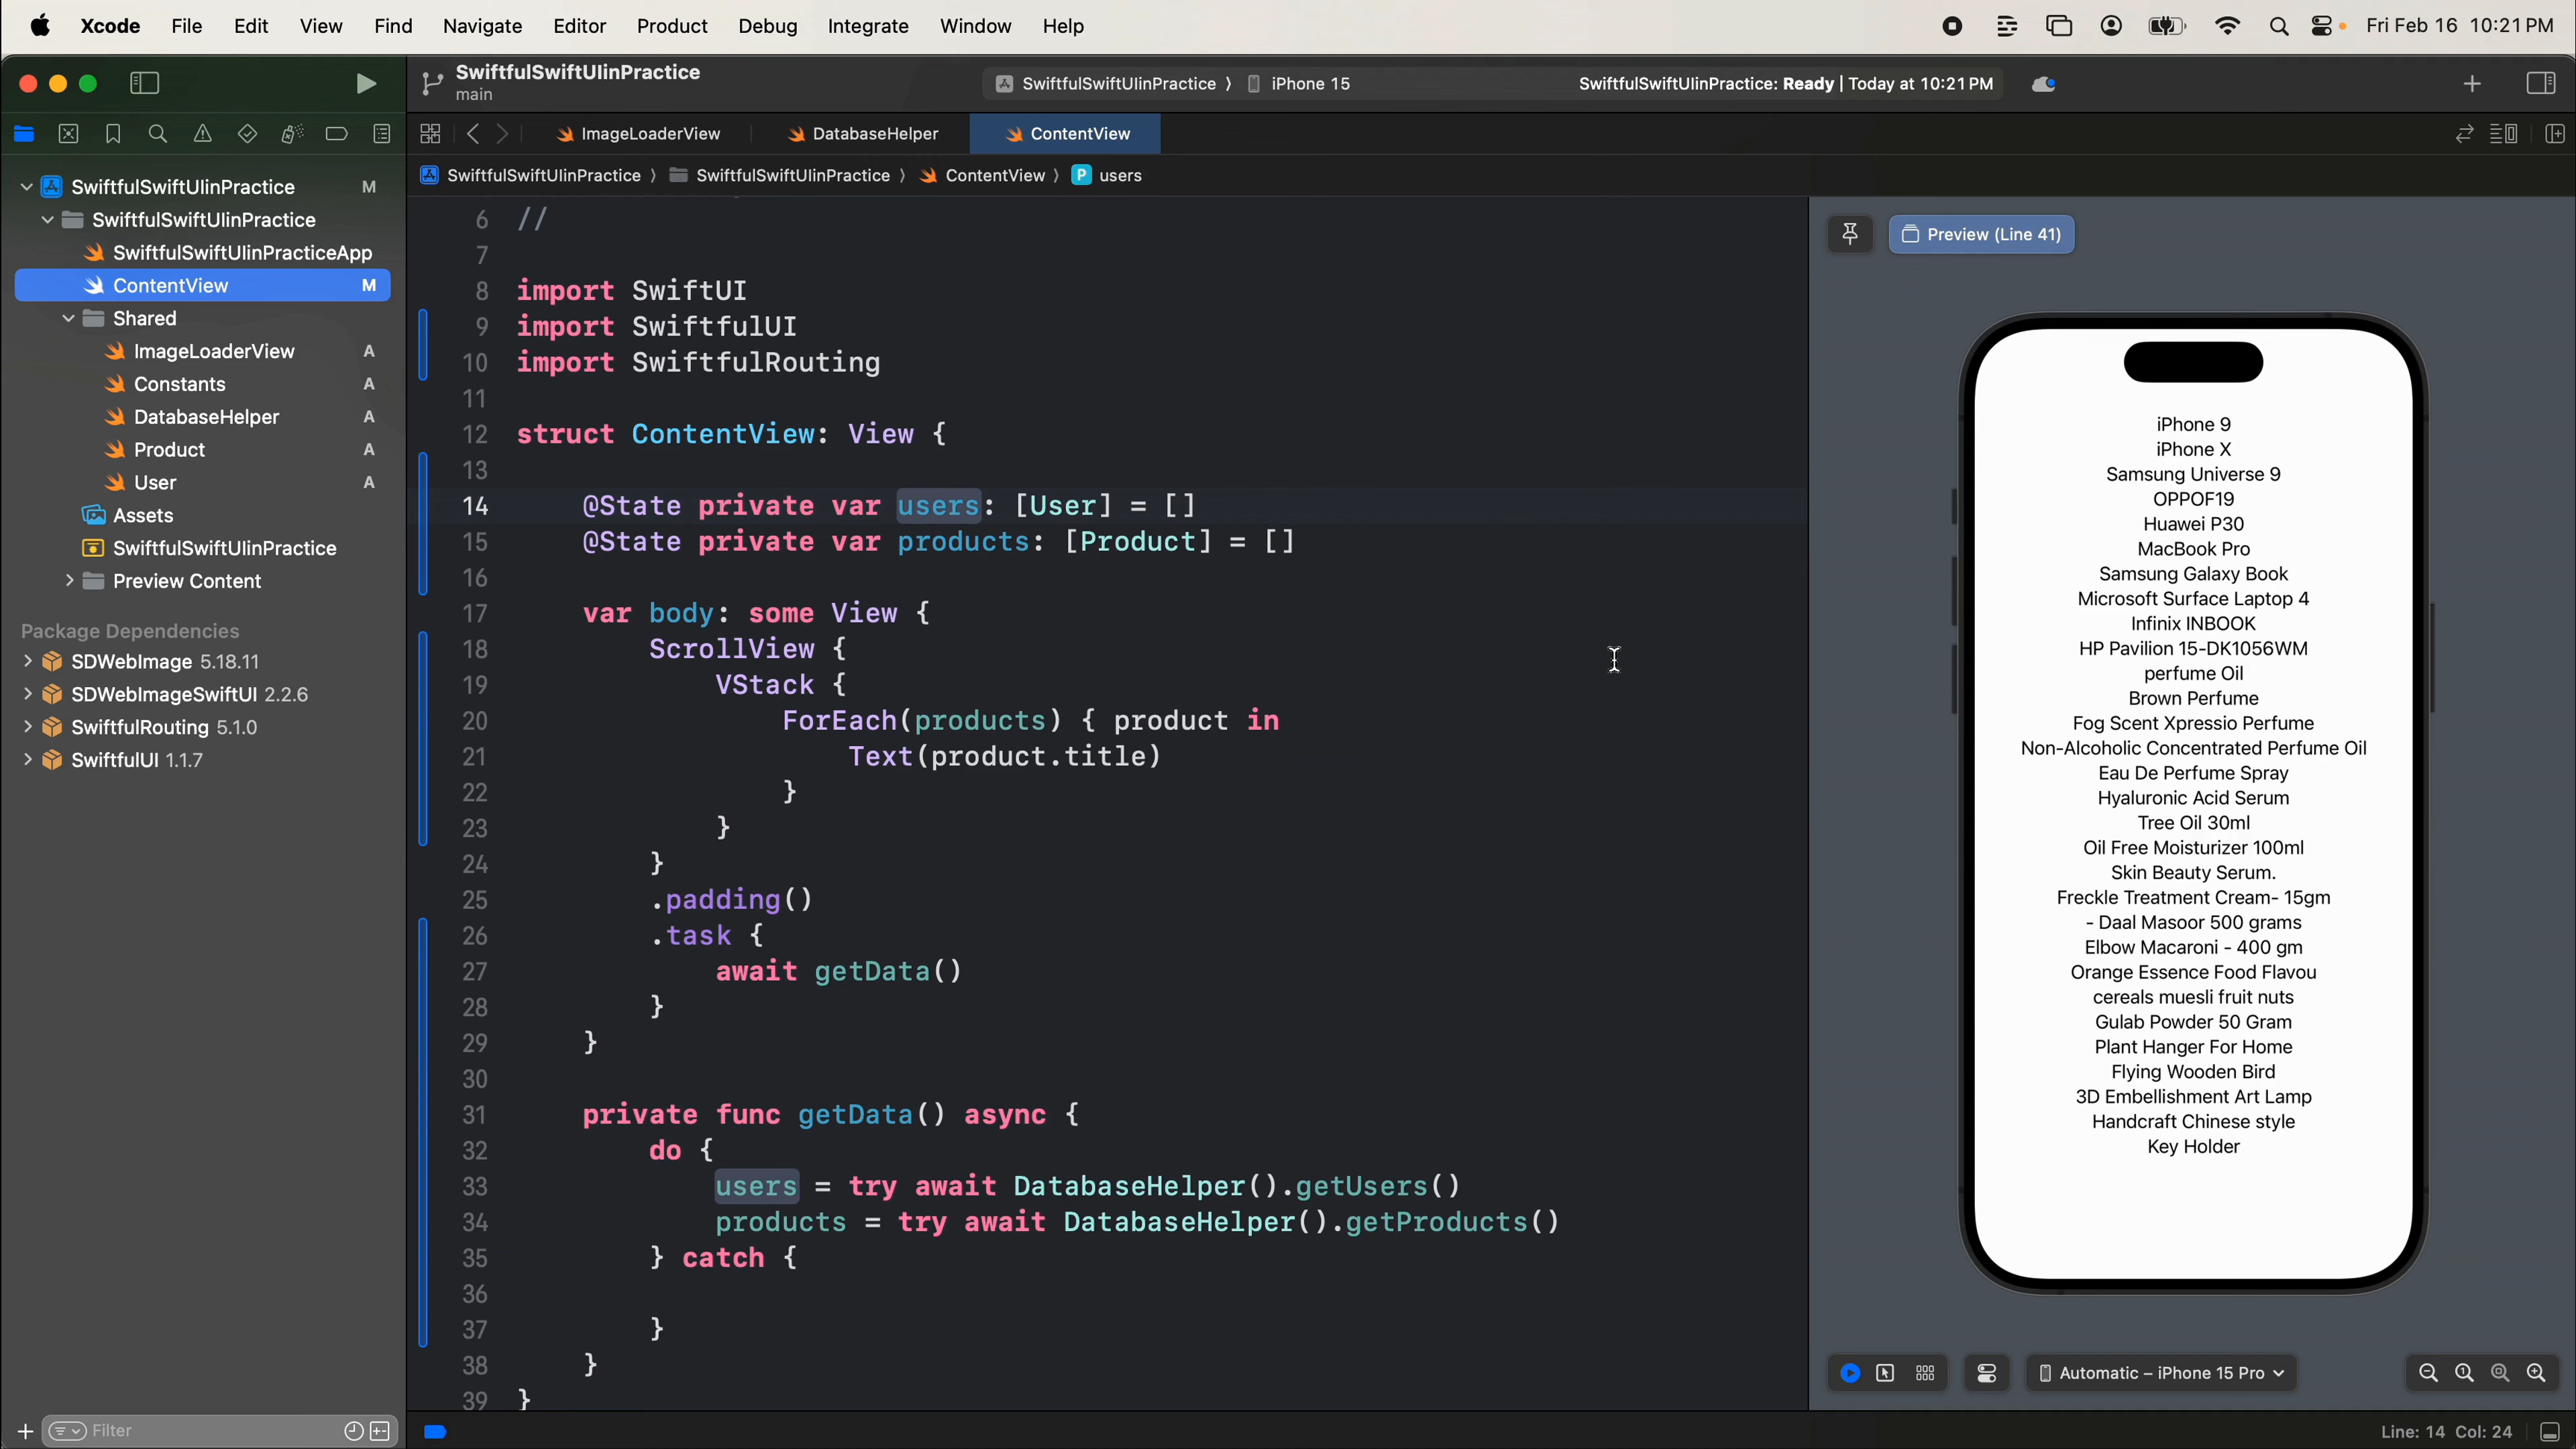 Xcode File Edit View Find Navigate Editor Product Debug Integrate Window Help Fri Feb 16 10:21 PM
SwiftfulSwiftUIinPractice
main
SwiftfulSwiftUIinPractice 〉 iPhone 15
SwiftfulSwiftUIinPractice: Ready | Today at 10:21 PM
ImageLoaderView DatabaseHelper ContentView
SwiftfulSwiftUIinPractice 〉 SwiftfulSwiftUIinPractice 〉 ContentView 〉 P users
SwiftfulSwiftUIinPractice M
SwiftfulSwiftUIinPractice
SwiftfulSwiftUIinPracticeApp
ContentView M
Shared
ImageLoaderView A
Constants A
DatabaseHelper A
Product A
User A
Assets
SwiftfulSwiftUIinPractice
Preview Content
Package Dependencies
SDWebImage 5.18.11
SDWebImageSwiftUI 2.2.6
SwiftfulRouting 5.1.0
SwiftfulUI 1.1.7
Filter
6 //
7
8 import SwiftUI
9 import SwiftfulUI
10 import SwiftfulRouting
11
12 struct ContentView: View {
13
14 @State private var users: [User] = []
15 @State private var products: [Product] = []
16
17 var body: some View {
18 ScrollView {
19 VStack {
20 ForEach(products) { product in
21 Text(product.title)
22 }
23 }
24 }
25 .padding()
26 .task {
27 await getData()
28 }
29 }
30
31 private func getData() async {
32 do {
33 users = try await DatabaseHelper().getUsers()
34 products = try await DatabaseHelper().getProducts()
35 } catch {
36
37 }
38 }
39 }
Preview (Line 41)
iPhone 9
iPhone X
Samsung Universe 9
OPPOF19
Huawei P30
MacBook Pro
Samsung Galaxy Book
Microsoft Surface Laptop 4
Infinix INBOOK
HP Pavilion 15-DK1056WM
perfume Oil
Brown Perfume
Fog Scent Xpressio Perfume
Non-Alcoholic Concentrated Perfume Oil
Eau De Perfume Spray
Hyaluronic Acid Serum
Tree Oil 30ml
Oil Free Moisturizer 100ml
Skin Beauty Serum.
Freckle Treatment Cream- 15gm
- Daal Masoor 500 grams
Elbow Macaroni - 400 gm
Orange Essence Food Flavou
cereals muesli fruit nuts
Gulab Powder 50 Gram
Plant Hanger For Home
Flying Wooden Bird
3D Embellishment Art Lamp
Handcraft Chinese style
Key Holder
Automatic – iPhone 15 Pro
Line: 14 Col: 24